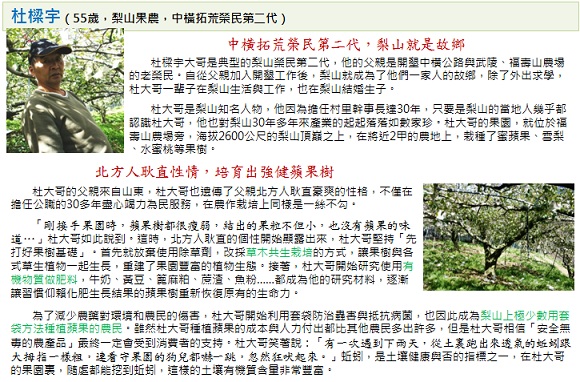 杜樑宇（55歲，梨山果農，中橫拓荒榮民第二代）
中橫拓荒榮民第二代，梨山就是故鄉
杜樑宇大哥是典型的梨山榮民第二代，他的父親是開墾中橫公路與武陵、福壽山農場
的老榮民。自從父親加入開墾工作後，梨山就成為了他們一家人的故鄉，除了外出求學，
杜大哥一輩子在梨山生活與工作，也在梨山結婚生子。
杜大哥是梨山知名人物，他因為擔任村里幹事長達30年，只要是梨山的當地人幾乎都
認識杜大哥，他也對梨山30多年來產業的起起落落如數家珍。杜大哥的果園，就位於福
壽山農場旁，海拔2600公尺的梨山頂巔之上，在將近2甲的農地上，栽種了蜜蘋果、雪梨
、水蜜桃等果樹。
北方人耿直性情，培育出強健蘋果樹
杜大哥的父親來自山東，杜大哥也遺傳了父親北方人耿直豪爽的性格，不僅在
擔任公職的30多年盡心竭力為民服務，在農作栽培上同樣是一絲不勾。
「剛接手果園時，蘋果樹都很瘦弱，結出的果粒不但小，也沒有蘋果的味
道…」杜大哥如此說到。這時，北方人耿直的個性開始顯露出來，杜大哥堅持「先
打好果樹基礎」。首先就放棄使用除草劑，改採草木共生栽培的方式，讓果樹與各
式草生植物一起生長，重建了果園豐富的植物生態。接著，杜大哥開始研究使用有
機物質做肥料，牛奶、黃豆、蓖麻粕、蔗渣、魚粉……都成為他的研究材料，逐漸
讓習慣仰賴化肥生長結果的蘋果樹重新恢復原有的生命力。
為了減少農藥對環境和農民的傷害，杜大哥開始利用套袋防治蟲害與抵抗病菌，也因此成為梨山上極少數用套
袋方法種植蘋果的農民。雖然杜大哥種植蘋果的成本與人力付出都比其他農民多出許多，但是杜大哥相信「安全無
毒的農產品」最終一定會受到消費者的支持。杜大哥笑著說：「有一次遇到下雨天，從土裏跑出來透氣的蚯蚓跟
大拇指一樣粗，連看守果園的狗兒都嚇一跳，忽然狂吠起來。」蚯蚓，是土壤健康與否的指標之一，在杜大哥
的果園裏，隨處都能挖到蚯蚓，這樣的土壤有機質含量非常豐富。